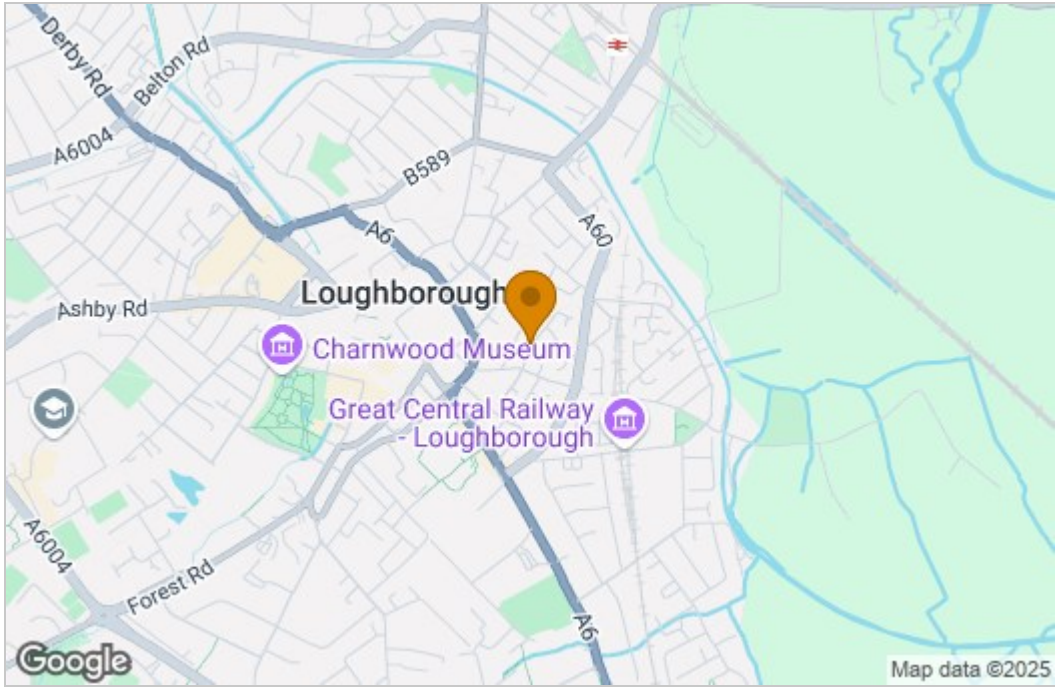 Derby Rd
Belton Rd
A6004
B589
A6
A60
Loughborough
Ashby Rd
Charnwood Museum
Great Central Railway
- Loughborough
A6004
Forest Rd
A6
Google
Map data ©2025